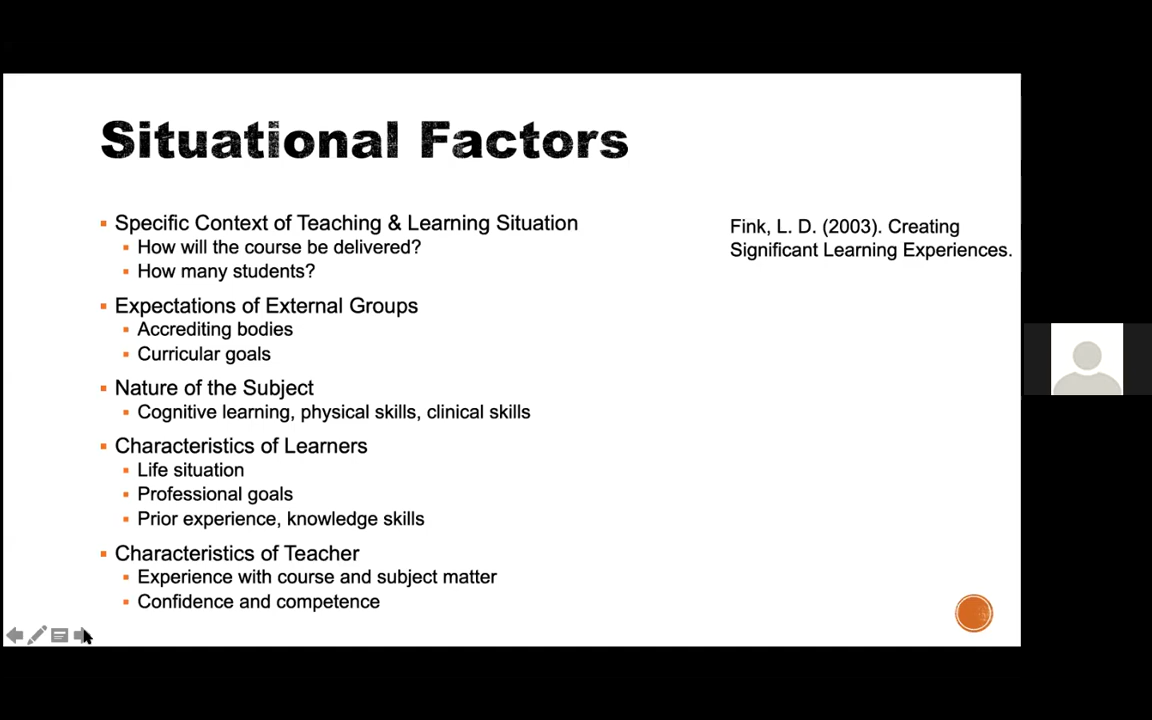 Situational Factors
Specific Context of Teaching & Learning Situation
How will the course be delivered?
How many students?
Expectations of External Groups
Accrediting bodies
Curricular goals
Nature of the Subject
Cognitive learning, physical skills, clinical skills
Characteristics of Learners
Life situation
Professional goals
Prior experience, knowledge skills
Characteristics of Teacher
Experience with course and subject matter
Confidence and competence
Fink, L. D. (2003). Creating
Significant Learning Experiences.